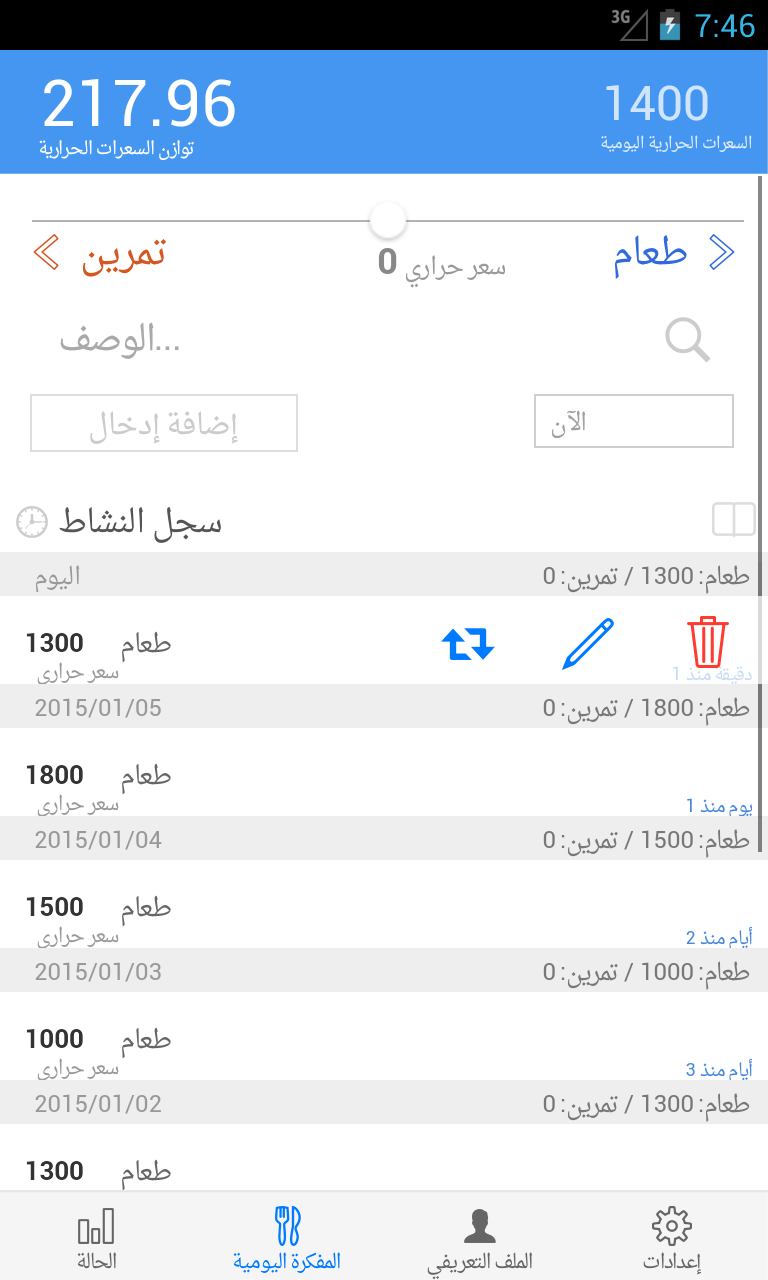 3G 7:46
217.96
توازن السعرات الحرارية
1400
السعرات الحرارية اليومية
تمرين
0 سعر حراري
طعام
الوصف...
إضافة إدخال
الآن
سجل النشاط
اليوم
طعام: 1300 / تمرين: 0
1300 طعام
سعر حراري
دقيقه منذ 1
2015/01/05
طعام: 1800 / تمرين: 0
1800 طعام
سعر حراري
يوم منذ 1
2015/01/04
طعام: 1500 / تمرين: 0
1500 طعام
سعر حراري
أيام منذ 2
2015/01/03
طعام: 1000 / تمرين: 0
1000 طعام
سعر حراري
أيام منذ 3
2015/01/02
طعام: 1300 / تمرين: 0
1300 طعام
الحالة
المفكرة اليومية
الملف التعريفي
إعدادات